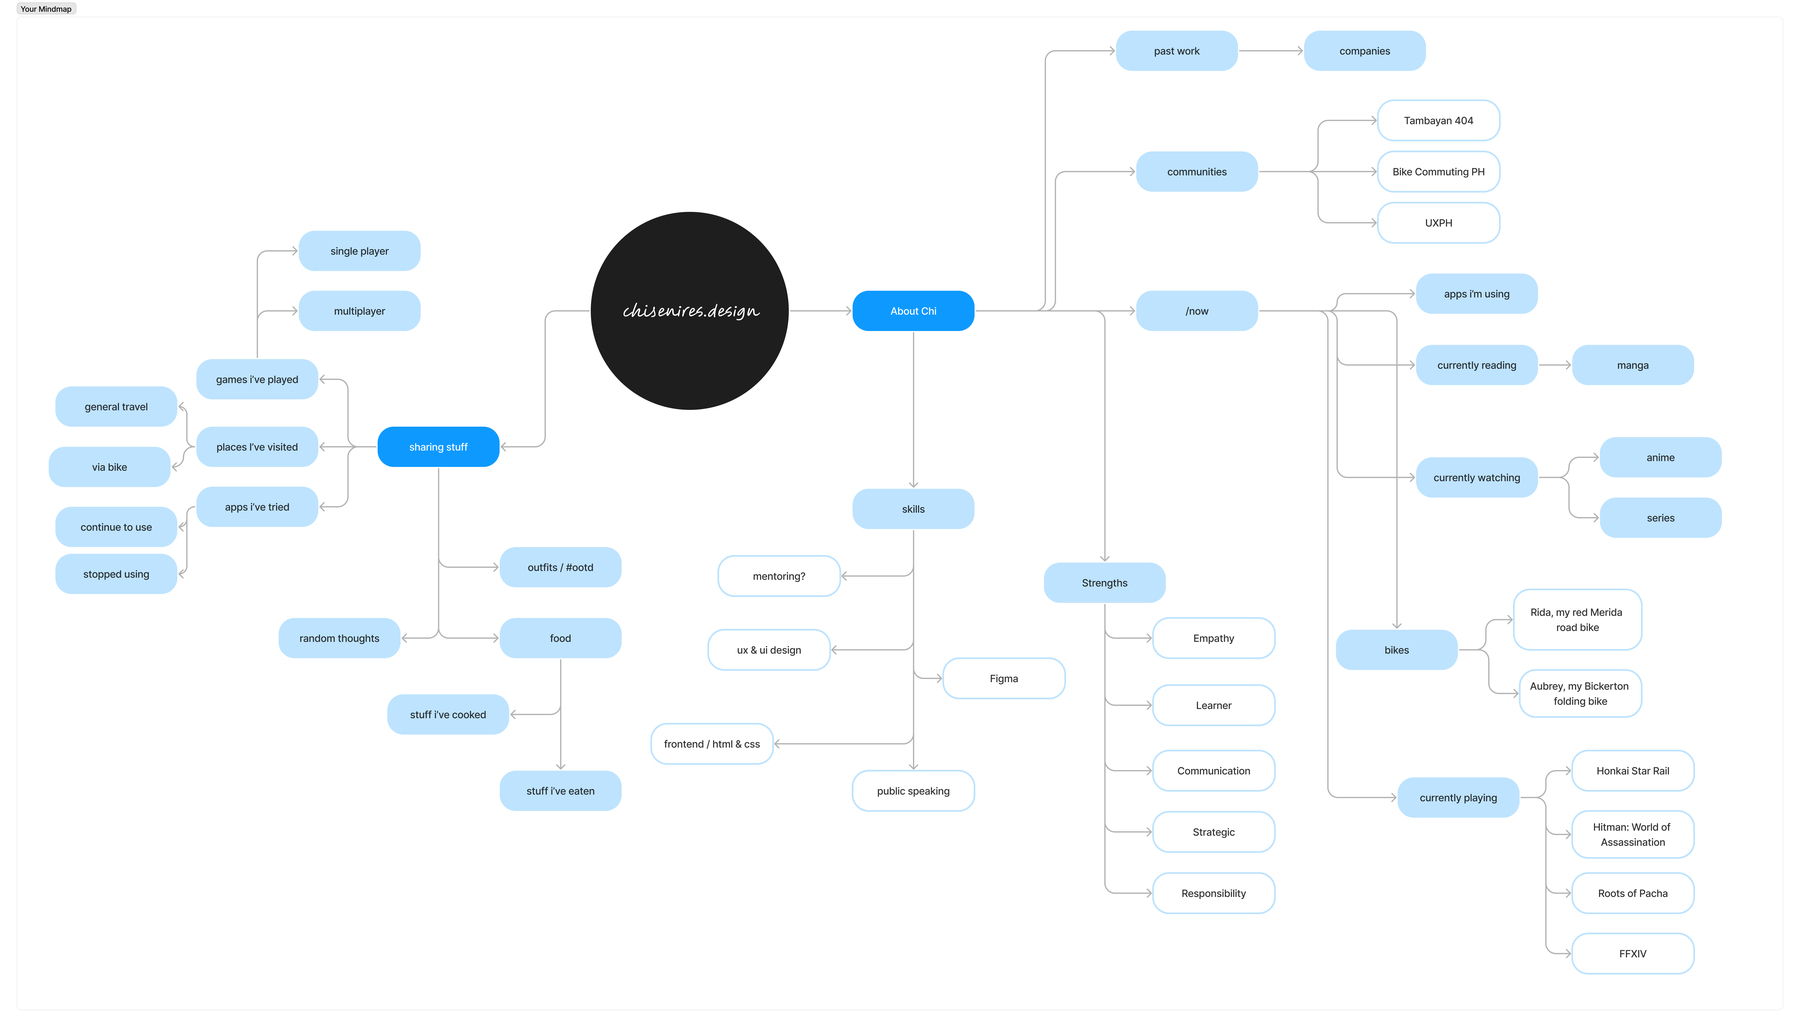 Your Mindmap
past work
companies
Tambayan 404
communities
Bike Commuting PH
UXPH
single player
multiplayer
chisenires.design
About Chi
/now
apps i'm using
currently reading
manga
games i've played
general travel
places I've visited
via bike
sharing stuff
apps i've tried
continue to use
stopped using
currently watching
anime
series
skills
outfits / #ootd
mentoring?
Strengths
random thoughts
food
ux & ui design
Figma
Empathy
Rida, my red Merida
road bike
bikes
Aubrey, my Bickerton
folding bike
stuff i've cooked
Learner
frontend / html & css
stuff i've eaten
public speaking
Communication
Strategic
Responsibility
currently playing
Honkai Star Rail
Hitman: World of
Assassination
Roots of Pacha
FFXIV